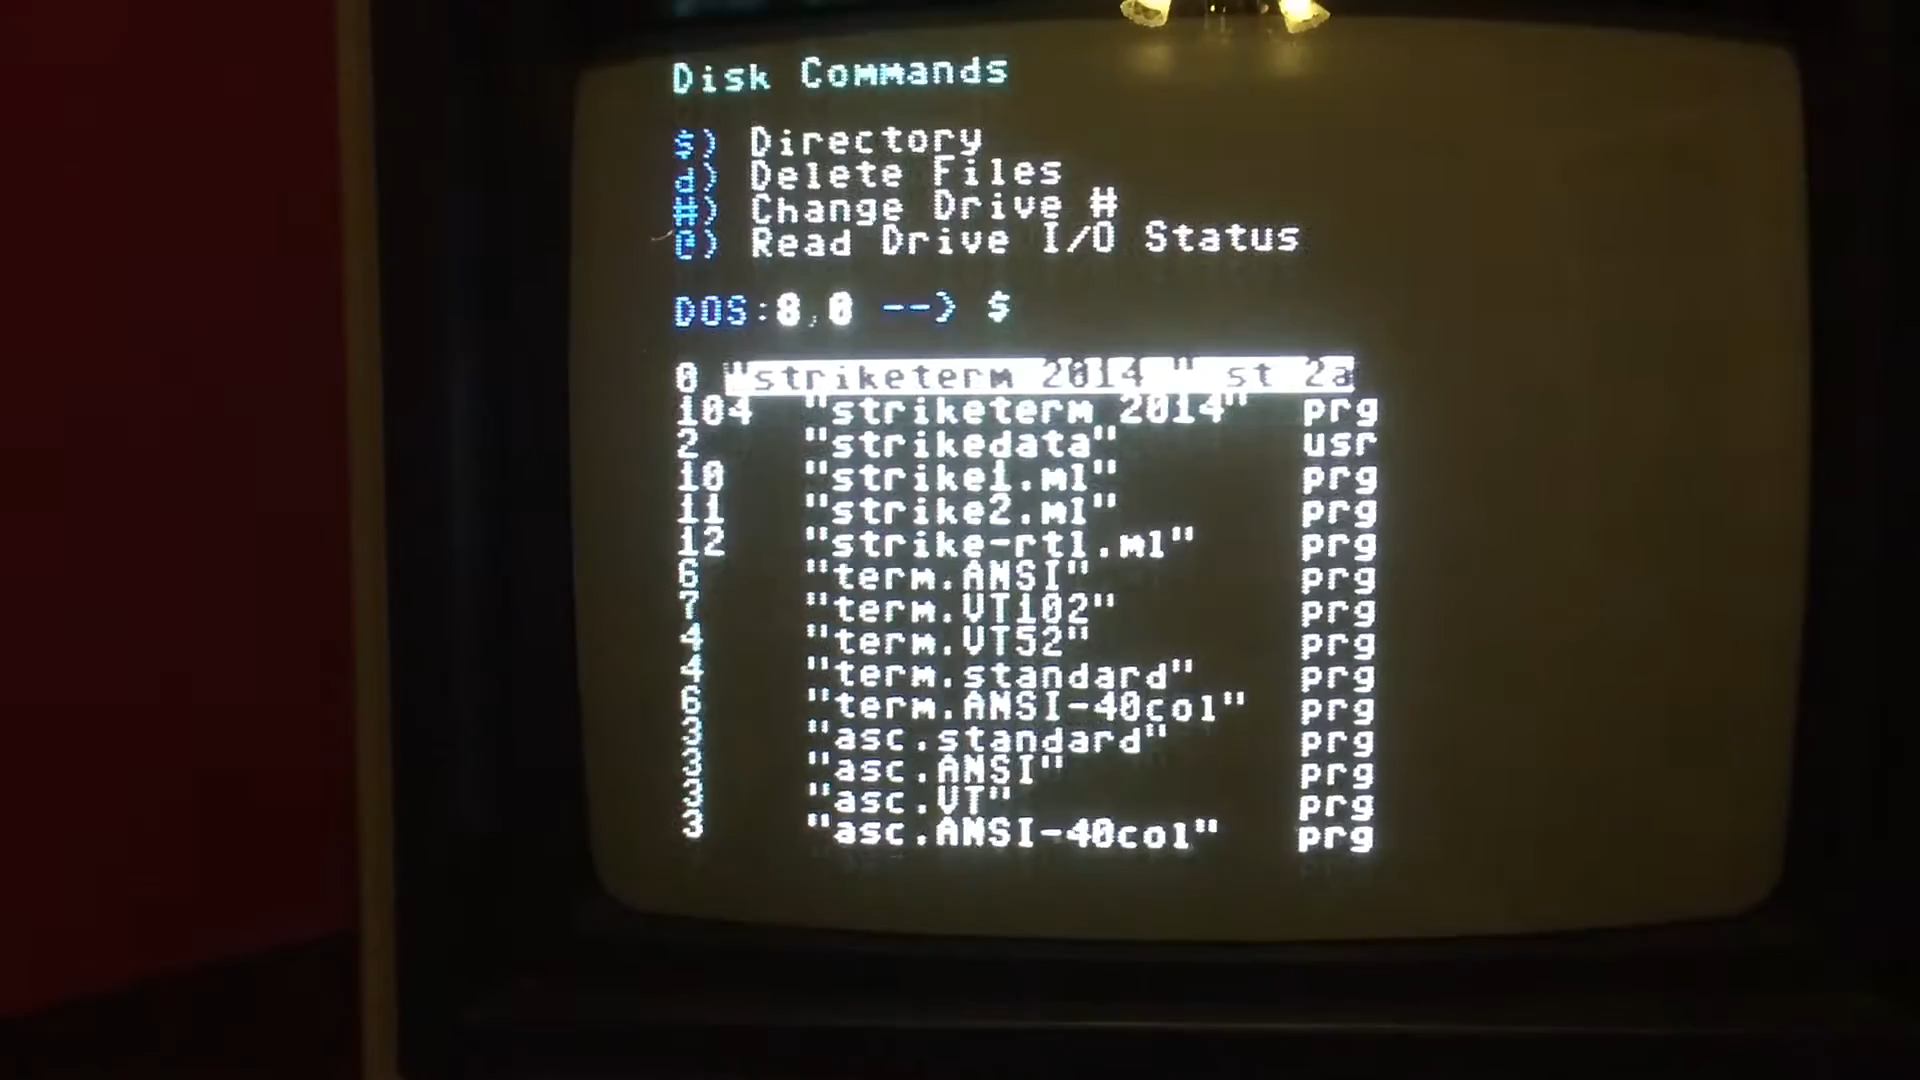 Disk Commands
$) Directory
d) Delete Files
#) Change Drive #
@) Read Drive I/O Status
DOS:8,0 --> $
0 "striketerm 2014 " st 2a
104 "striketerm 2014" prg
2 "strikedata" usr
10 "strike1.ml" prg
11 "strike2.ml" prg
12 "strike-rtl.ml" prg
6 "term.ANSI" prg
7 "term.VT102" prg
4 "term.VT52" prg
4 "term.standard" prg
6 "term.ANSI-40col" prg
3 "asc.standard" prg
3 "asc.ANSI" prg
3 "asc.VT" prg
3 "asc.ANSI-40col" prg